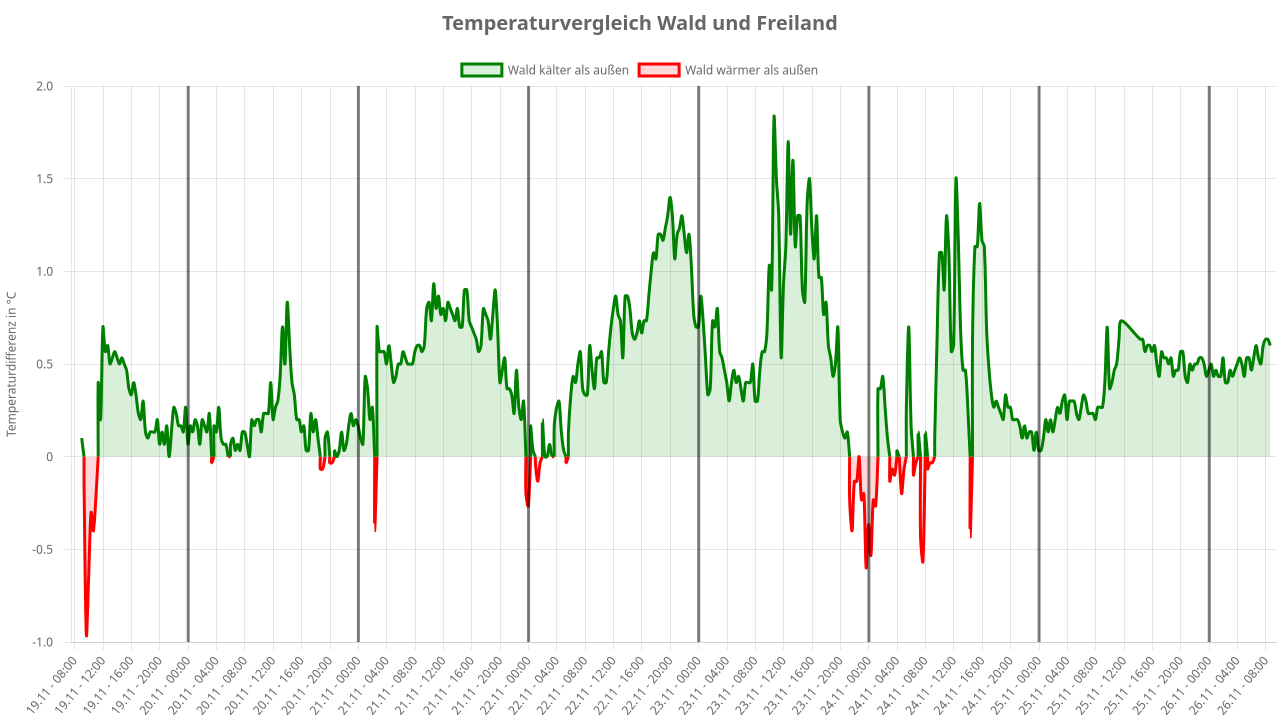 Temperaturvergleich Wald und Freiland
Wald kälter als außen
Wald wärmer als außen
Temperaturdifferenz in °C
2.0
1.5
1.0
0.5
0
-0.5
-1.0
19.11 - 08:00
19.11 - 12:00
19.11 - 16:00
19.11 - 20:00
20.11 - 00:00
20.11 - 04:00
20.11 - 08:00
20.11 - 12:00
20.11 - 16:00
20.11 - 20:00
21.11 - 00:00
21.11 - 04:00
21.11 - 08:00
21.11 - 12:00
21.11 - 16:00
21.11 - 20:00
22.11 - 00:00
22.11 - 04:00
22.11 - 08:00
22.11 - 12:00
22.11 - 16:00
22.11 - 20:00
23.11 - 00:00
23.11 - 04:00
23.11 - 08:00
23.11 - 12:00
23.11 - 16:00
23.11 - 20:00
24.11 - 00:00
24.11 - 04:00
24.11 - 08:00
24.11 - 12:00
24.11 - 16:00
24.11 - 20:00
25.11 - 00:00
25.11 - 04:00
25.11 - 08:00
25.11 - 12:00
25.11 - 16:00
25.11 - 20:00
26.11 - 00:00
26.11 - 04:00
26.11 - 08:00